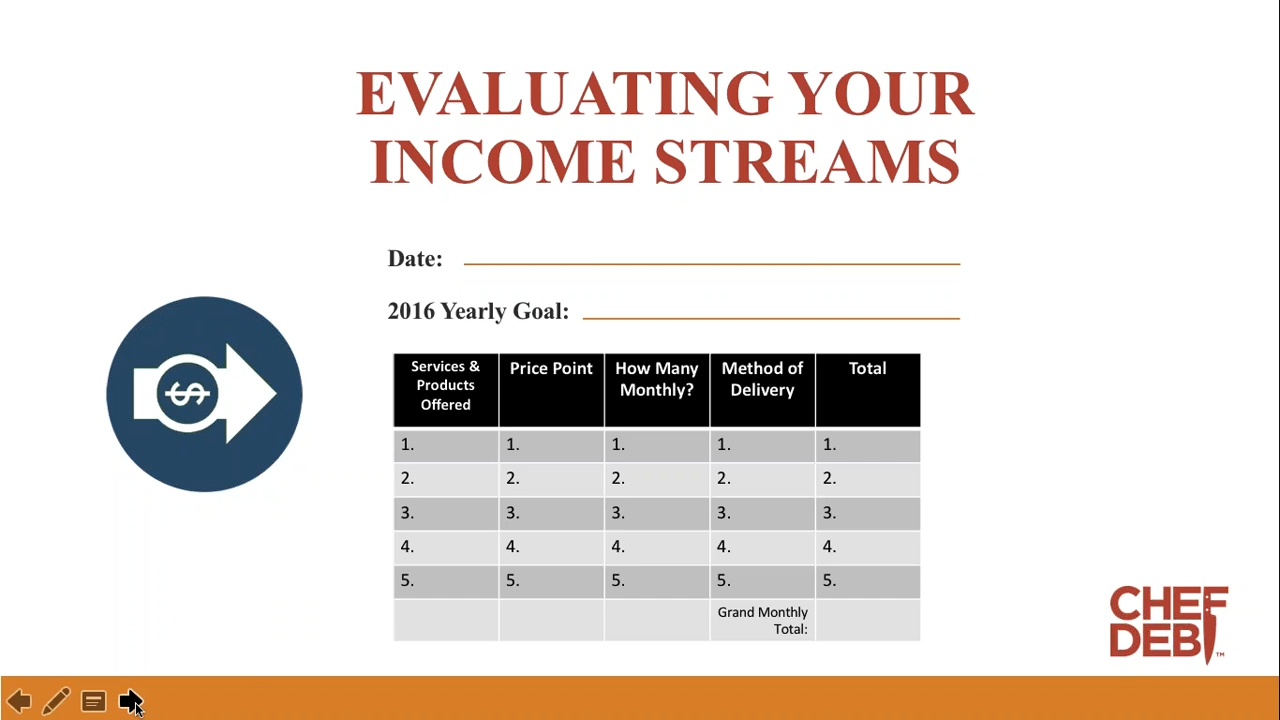 EVALUATING YOUR
INCOME STREAMS
Date:
2016 Yearly Goal:
$
Services &
Products
Offered
Price Point
How Many
Monthly?
Method of
Delivery
Total
1. 1. 1. 1. 1.
2. 2. 2. 2. 2.
3. 3. 3. 3. 3.
4. 4. 4. 4. 4.
5. 5. 5. 5. 5.
Grand Monthly
Total:
CHEF
DEBI™